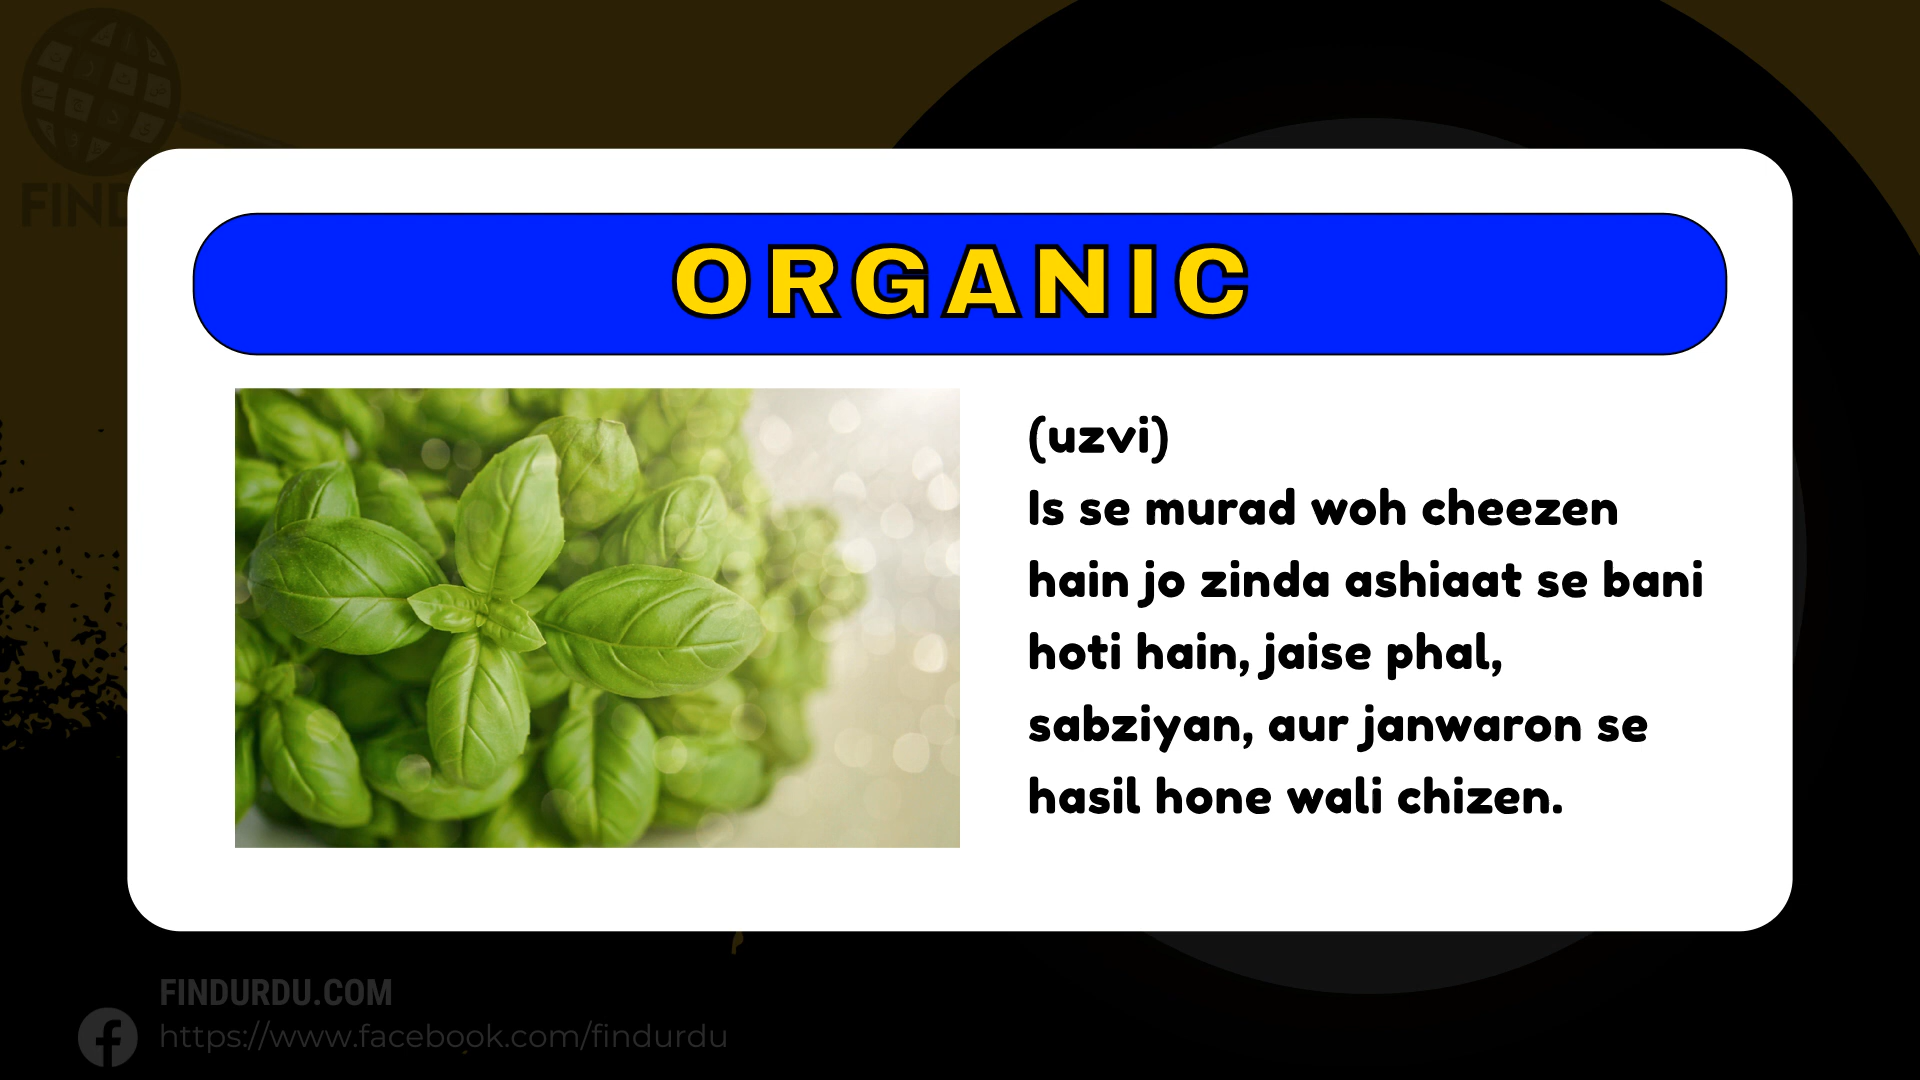 FIND
ORGANIC
(uzvi)
Is se murad woh cheezen
hain jo zinda ashiaat se bani
hoti hain, jaise phal,
sabziyan, aur janwaron se
hasil hone wali chizen.
FINDURDU.COM
https://www.facebook.com/findurdu